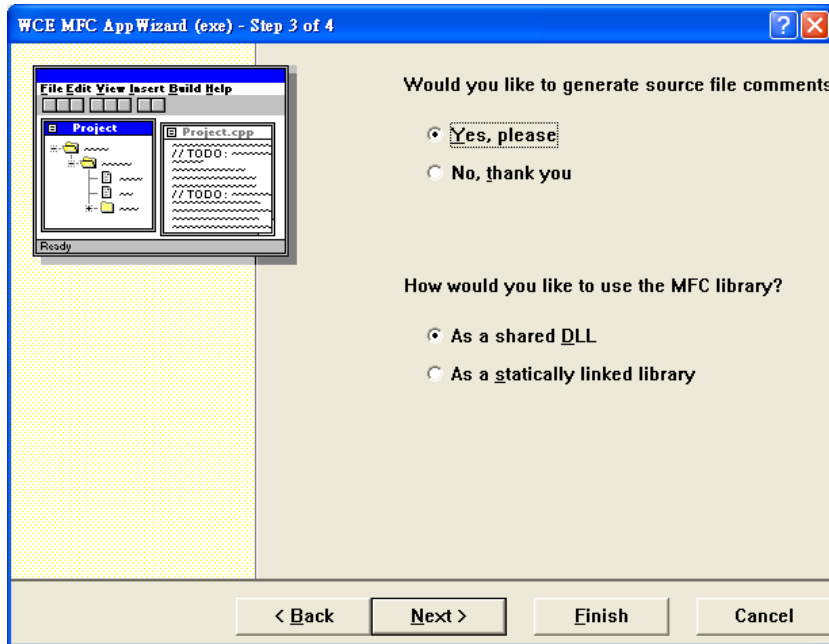 WCE MFC AppWizard (exe) - Step 3 of 4
File Edit View Insert Build Help
Project
Project.cpp
// TODO:
// TODO:
Ready
Would you like to generate source file comments
Yes, please
No, thank you
How would you like to use the MFC library?
As a shared DLL
As a statically linked library
< Back
Next >
Finish
Cancel